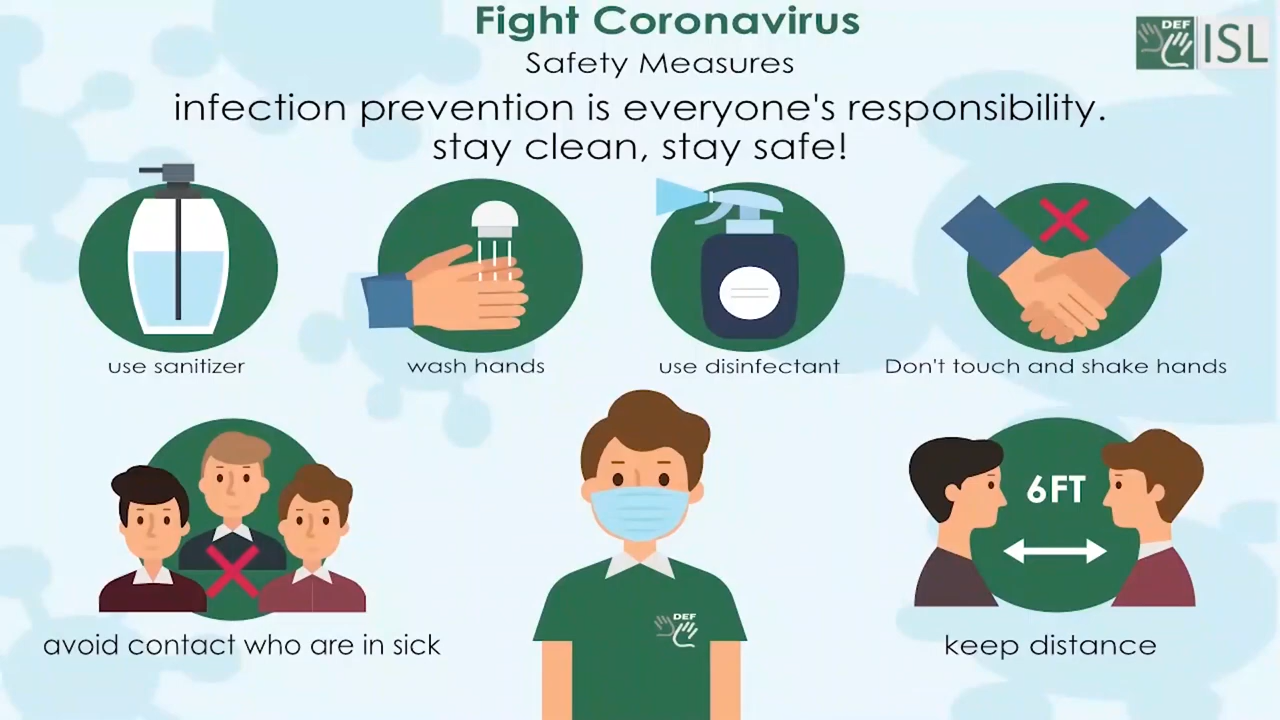 Fight Coronavirus
Safety Measures
DEF
ISL
infection prevention is everyone's responsibility.
stay clean, stay safe!
use sanitizer
wash hands
use disinfectant
Don't touch and shake hands
6FT
DEF
avoid contact who are in sick
keep distance